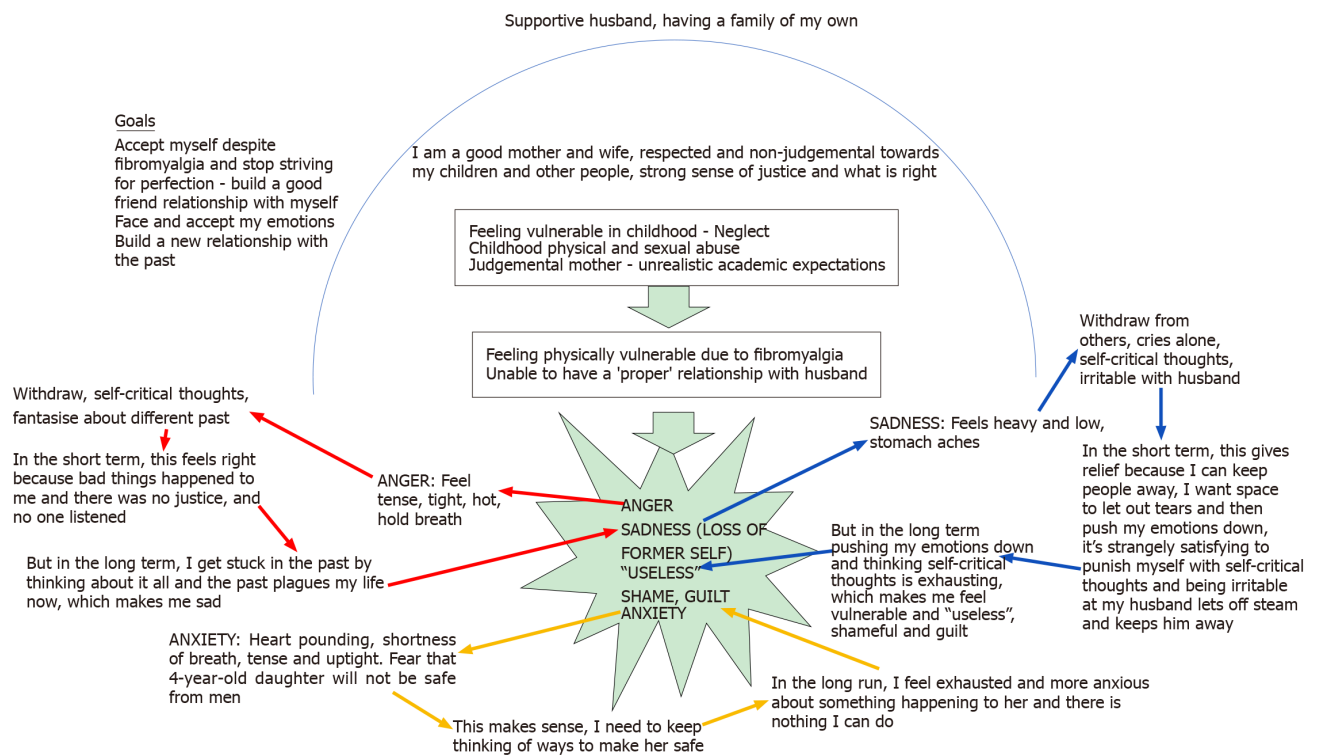 Supportive husband, having a family of my own
Goals
Accept myself despite
fibromyalgia and stop striving
for perfection - build a good
friend relationship with myself
Face and accept my emotions
Build a new relationship with
the past
I am a good mother and wife, respected and non-judgemental towards
my children and other people, strong sense of justice and what is right
Feeling vulnerable in childhood - Neglect
Childhood physical and sexual abuse
Judgemental mother - unrealistic academic expectations
Feeling physically vulnerable due to fibromyalgia
Unable to have a 'proper' relationship with husband
Withdraw, self-critical thoughts,
fantasise about different past
In the short term, this feels right
because bad things happened to
me and there was no justice, and
no one listened
But in the long term, I get stuck in the past by
thinking about it all and the past plagues my life
now, which makes me sad
ANGER: Feel
tense, tight, hot,
hold breath
ANGER
SADNESS (LOSS OF
FORMER SELF)
“USELESS”
SHAME, GUILT
ANXIETY
SADNESS: Feels heavy and low,
stomach aches
Withdraw from
others, cries alone,
self-critical thoughts,
irritable with husband
In the short term, this gives
relief because I can keep
people away, I want space
to let out tears and then
push my emotions down,
it’s strangely satisfying to
punish myself with self-critical
thoughts and being irritable
at my husband lets off steam
and keeps him away
But in the long term
pushing my emotions down
and thinking self-critical
thoughts is exhausting,
which makes me feel
vulnerable and “useless”,
shameful and guilt
ANXIETY: Heart pounding, shortness
of breath, tense and uptight. Fear that
4-year-old daughter will not be safe
from men
This makes sense, I need to keep
thinking of ways to make her safe
In the long run, I feel exhausted and more anxious
about something happening to her and there is
nothing I can do